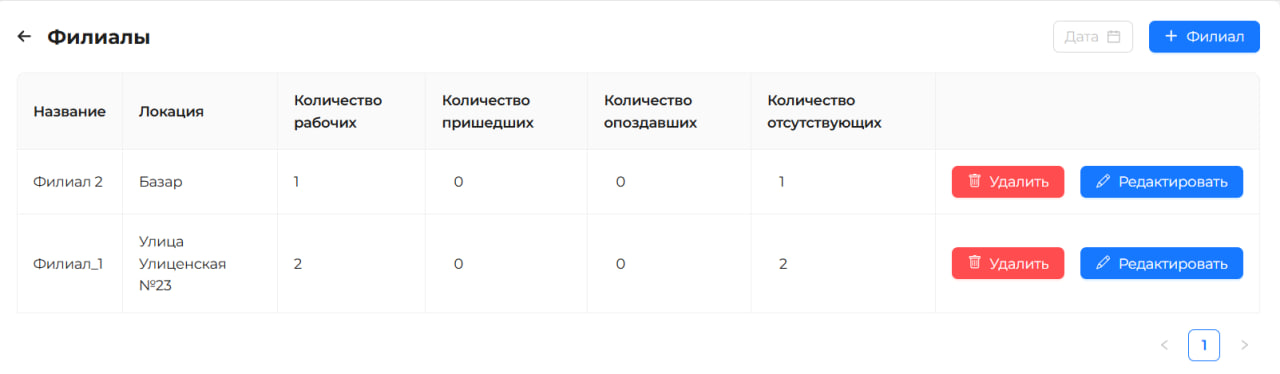 Филиалы
Дата
+ Филиал
Название
Локация
Количество
рабочих
Количество
пришедших
Количество
опоздавших
Количество
отсутствующих
Филиал 2
Базар
1
0
0
1
Удалить
Редактировать
Филиал_1
Улица
Улиценская
№23
2
0
0
2
Удалить
Редактировать
1